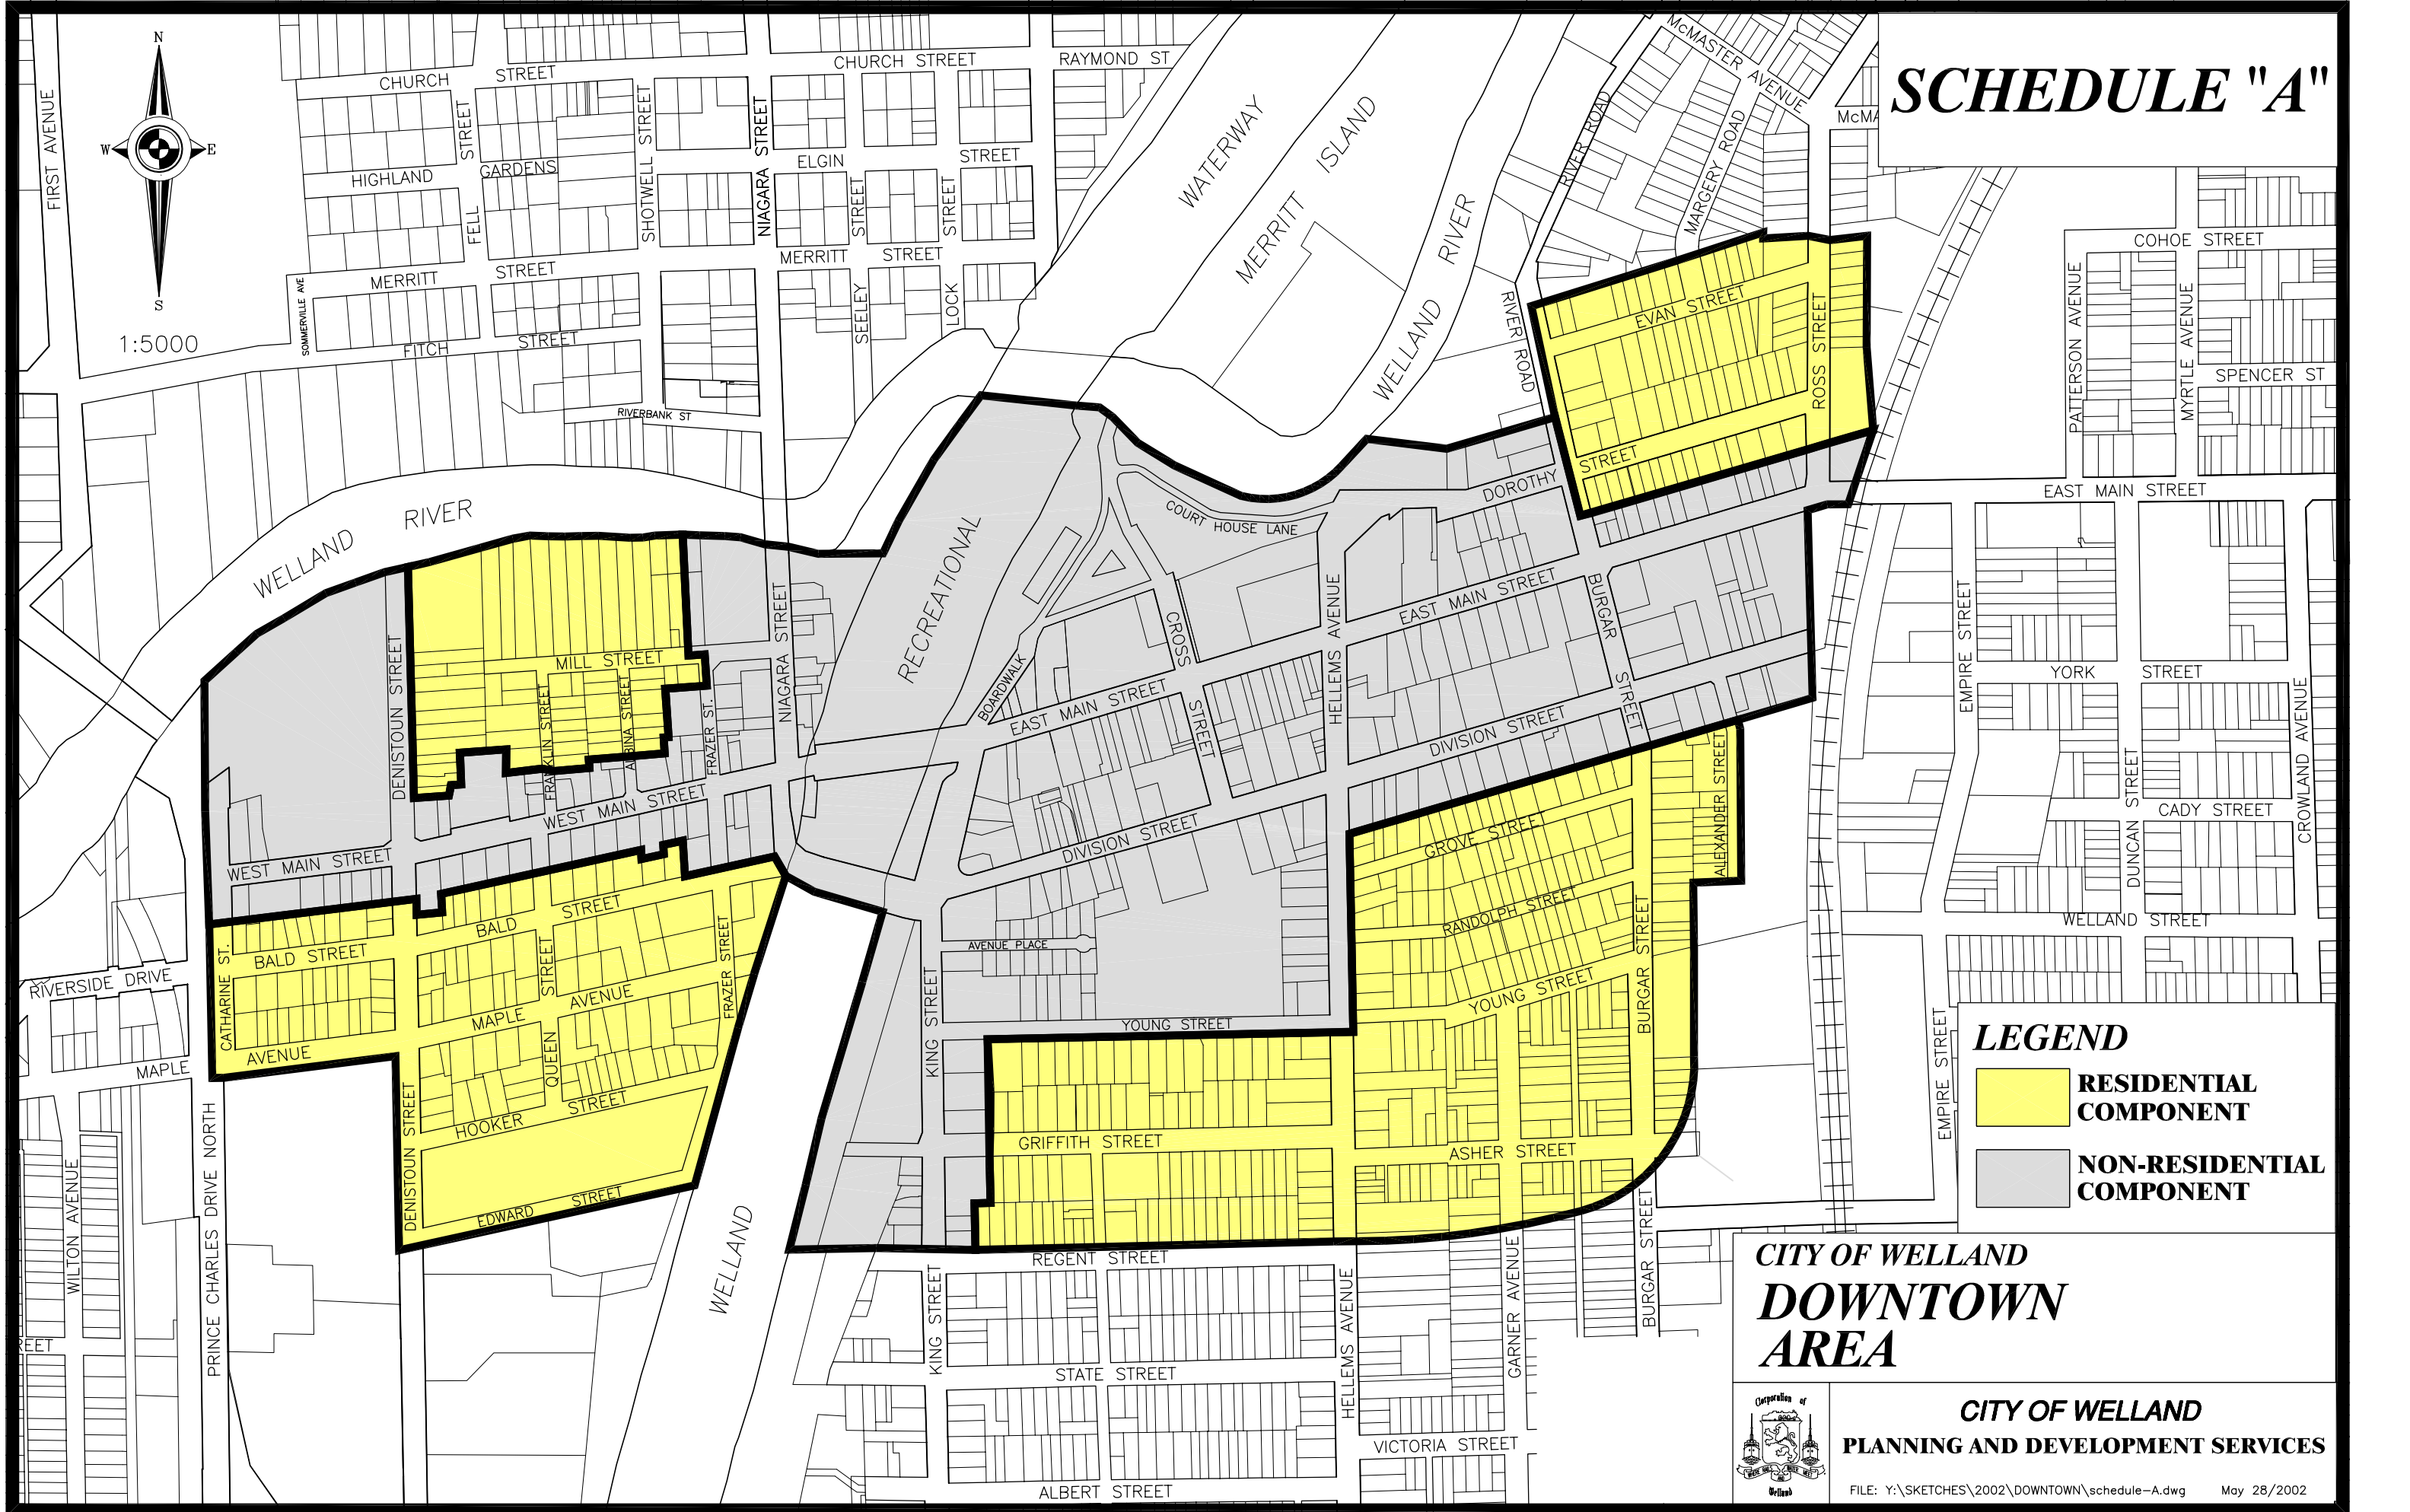 SCHEDULE "A"
N
W
E
S
1:5000
FIRST AVENUE
CHURCH STREET
CHURCH STREET
RAYMOND ST
FELL STREET
HIGHLAND GARDENS
SHOTWELL STREET
NIAGARA STREET
ELGIN STREET
SEELEY STREET
LOCK STREET
MERRITT STREET
MERRITT STREET
SOMMERVILLE AVE
FITCH STREET
RIVERBANK ST
WATERWAY
MERRITT ISLAND
WELLAND RIVER
RIVER ROAD
RIVER ROAD
McMASTER AVENUE
McMA
MARGERY ROAD
EVAN STREET
ROSS STREET
DOROTHY STREET
COHOE STREET
PATTERSON AVENUE
MYRTLE AVENUE
SPENCER ST
EAST MAIN STREET
WELLAND RIVER
RECREATIONAL
COURT HOUSE LANE
BOARDWALK
CROSS STREET
EAST MAIN STREET
EAST MAIN STREET
HELLEMS AVENUE
BURGAR STREET
DIVISION STREET
DIVISION STREET
DENISTOUN STREET
MILL STREET
FRANKLIN STREET
ALBINA STREET
FRAZER ST.
NIAGARA STREET
WEST MAIN STREET
WEST MAIN STREET
EMPIRE STREET
YORK STREET
DUNCAN STREET
CROWLAND AVENUE
CADY STREET
WELLAND STREET
ALEXANDER STREET
GROVE STREET
RANDOLPH STREET
YOUNG STREET
BURGAR STREET
AVENUE PLACE
KING STREET
YOUNG STREET
BALD STREET
BALD STREET
CATHARINE ST.
RIVERSIDE DRIVE
MAPLE AVENUE
MAPLE AVENUE
QUEEN STREET
FRAZER STREET
HOOKER STREET
DENISTOUN STREET
EDWARD STREET
PRINCE CHARLES DRIVE NORTH
WILTON AVENUE
REET
WELLAND
GRIFFITH STREET
ASHER STREET
REGENT STREET
KING STREET
STATE STREET
HELLEMS AVENUE
GARNER AVENUE
BURGAR STREET
VICTORIA STREET
ALBERT STREET
EMPIRE STREET
LEGEND
RESIDENTIAL
COMPONENT
NON-RESIDENTIAL
COMPONENT
CITY OF WELLAND
DOWNTOWN
AREA
Corporation of
Welland
CITY OF WELLAND
PLANNING AND DEVELOPMENT SERVICES
FILE: Y:\SKETCHES\2002\DOWNTOWN\schedule-A.dwg May 28/2002